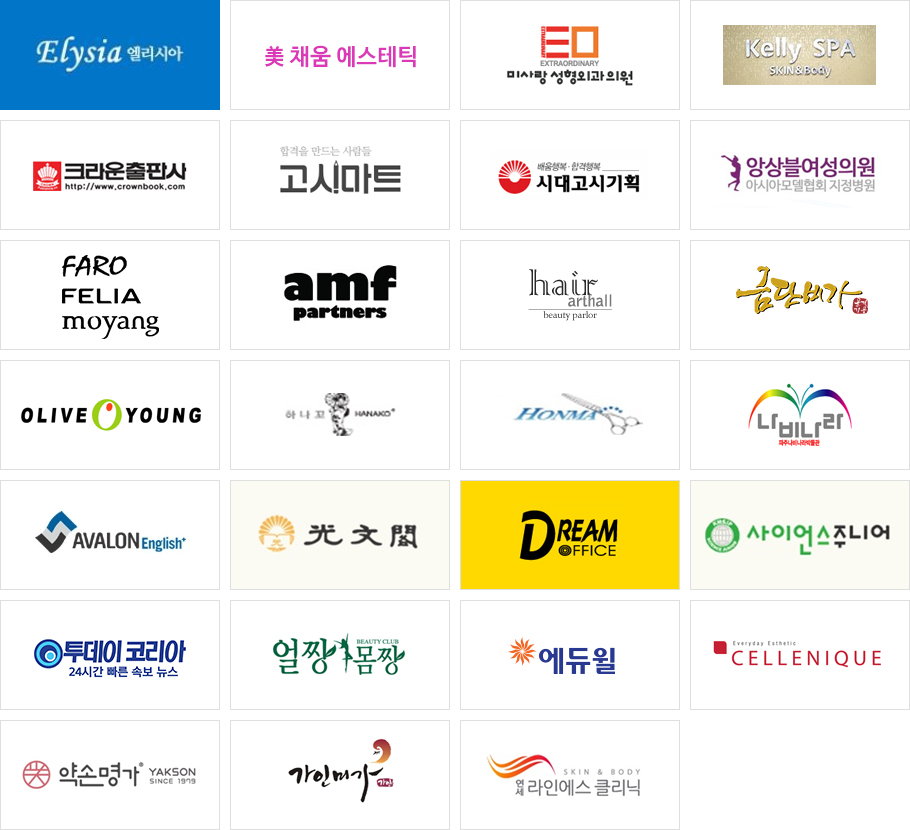 Elysia 엘리시아
美 채움 에스테틱
EO
EXTRAORDINARY
미사랑 성형외과의원
Kelly SPA
SKIN&Body
크라운출판사
http://www.crownbook.com
합격을 만드는 사람들
고시마트
배움행복·합격행복
시대고시기획
앙상블여성의원
아시아모델협회 지정병원
FARO
FELIA
moyang
amf
partners
hair
arthall
beauty parlor
품단비가
OLIVE YOUNG
하나꼬 HANAKO®
HONMA
나비나라
파주나비나라박물관
AVALON English+
光文閣
DREAM
OFFICE
사이언스주니어
투데이 코리아
24시간 빠른 속보 뉴스
BEAUTY CLUB
얼짱몸짱
에듀윌
Everyday Esthetic
CELLENIQUE
약손명가® YAKSON
SINCE 1979
가인미가
SKIN & BODY
연세 라인에스 클리닉